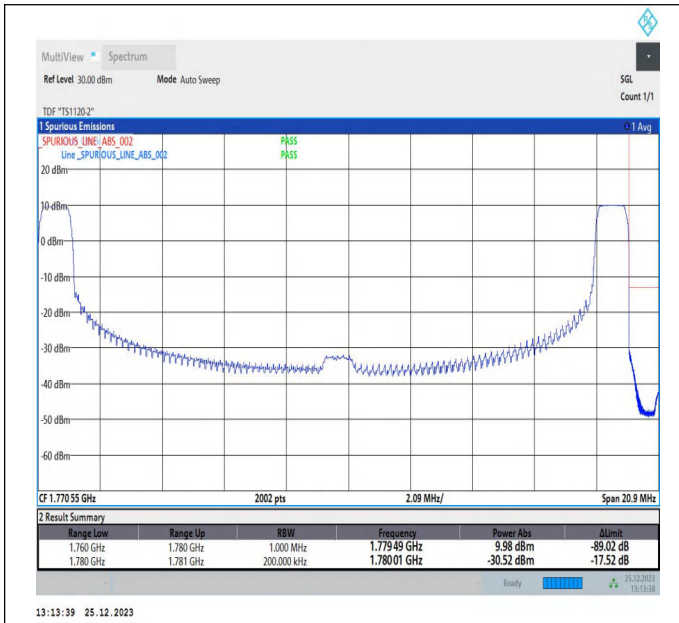 R S
MultiView Spectrum
Ref Level 30.00 dBm Mode Auto Sweep SGL
Count 1/1
TDF "TS1120-2"
1 Spurious Emissions 1 Avg
_SPURIOUS_LINE_ABS_002 PASS
Line _SPURIOUS_LINE_ABS_002 PASS
20 dBm
10 dBm
0 dBm
-10 dBm
-20 dBm
-30 dBm
-40 dBm
-50 dBm
-60 dBm
CF 1.77055 GHz 2002 pts 2.09 MHz/ Span 20.9 MHz
2 Result Summary
Range Low Range Up RBW Frequency Power Abs ΔLimit
1.760 GHz 1.780 GHz 1.000 MHz 1.77949 GHz 9.98 dBm -89.02 dB
1.780 GHz 1.781 GHz 200.000 kHz 1.78001 GHz -30.52 dBm -17.52 dB
Ready 25.12.2023
13:13:38
13:13:39 25.12.2023